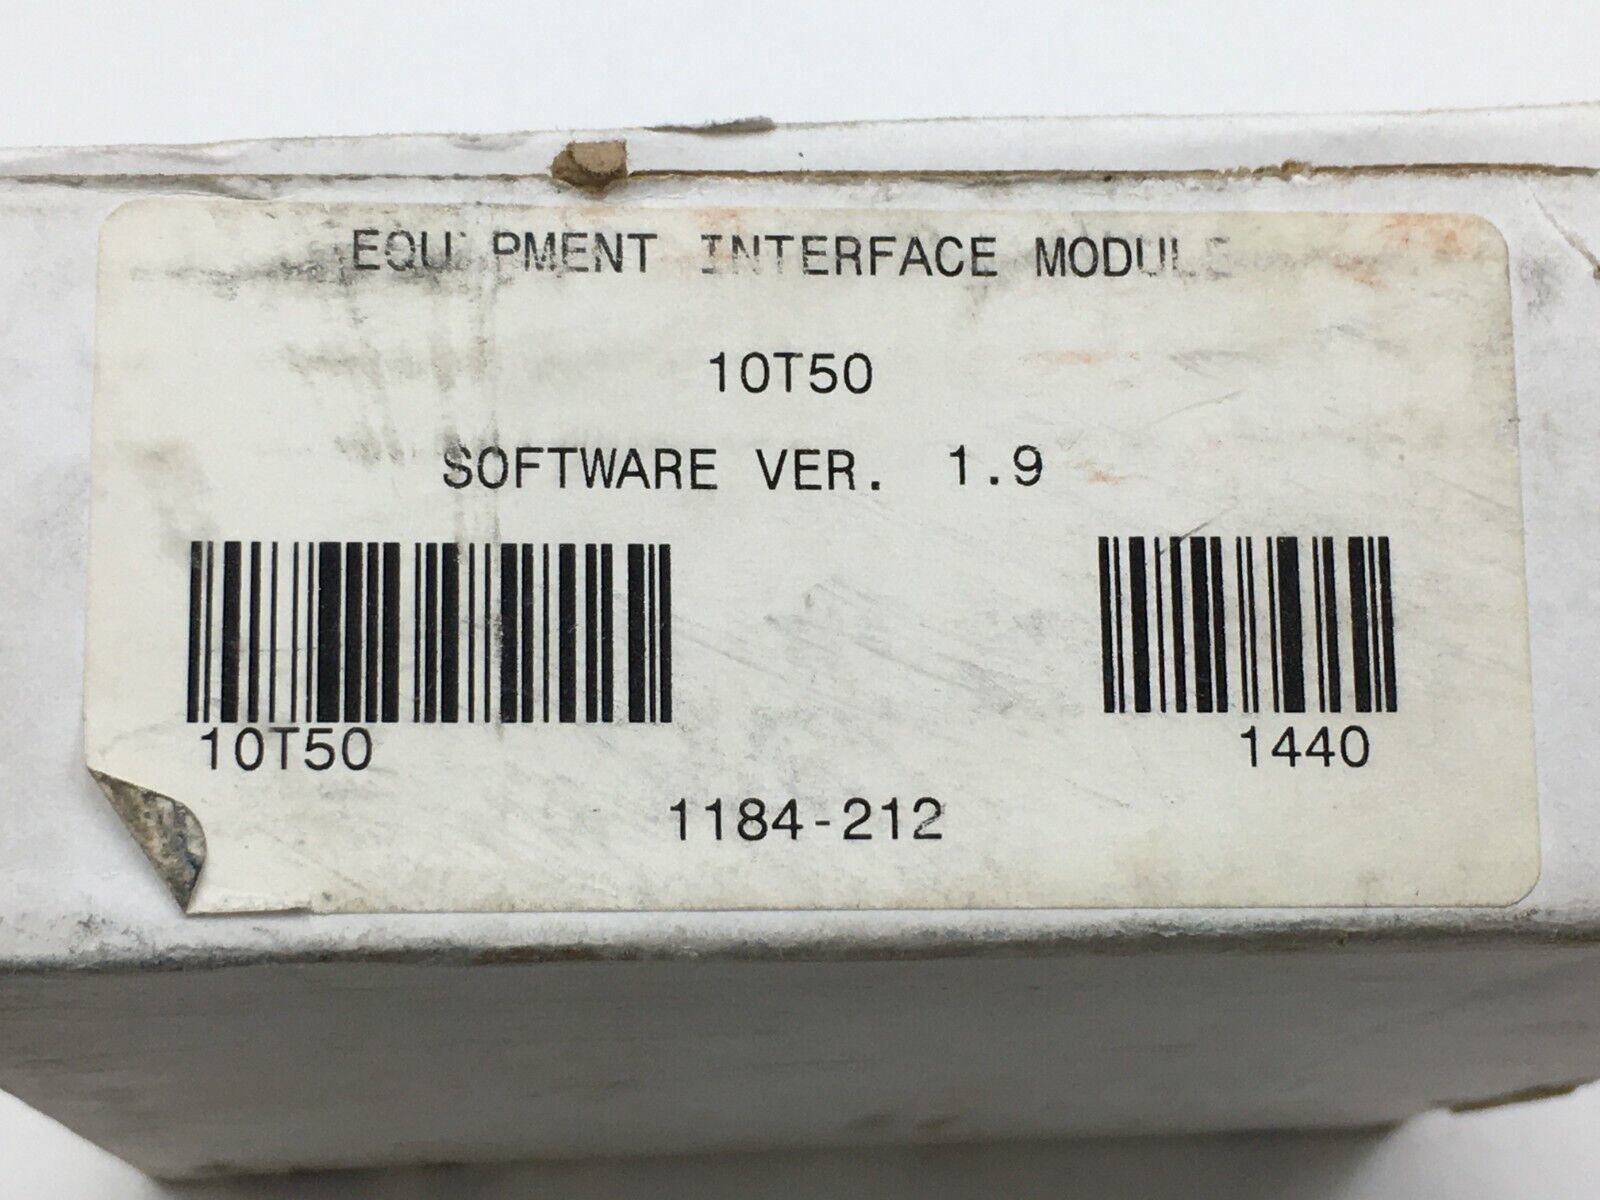 EQUIPMENT INTERFACE MODULE
10T50
SOFTWARE VER. 1.9
10T50 1440
1184-212